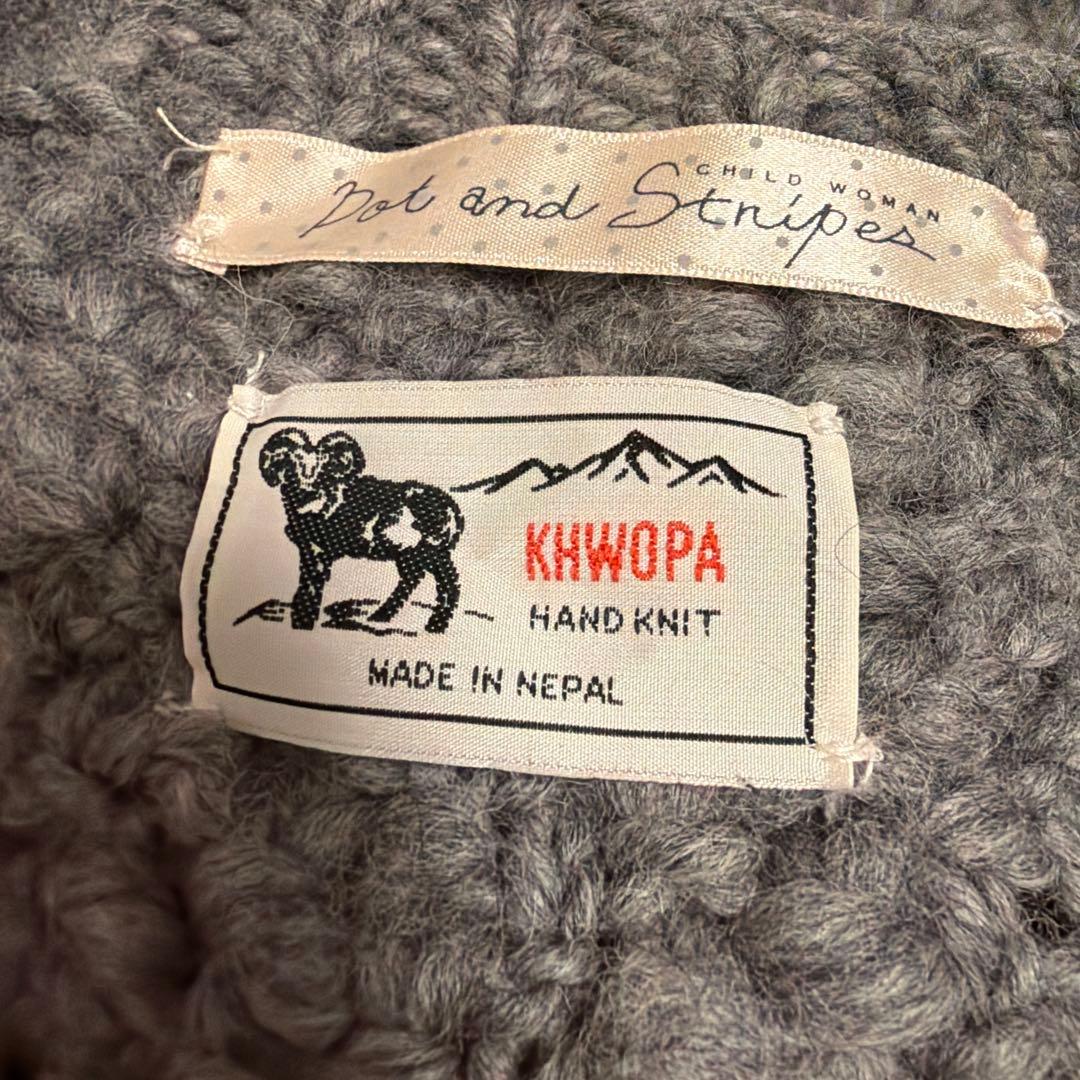 CHILD WOMAN
Dot and Stripes
KHWOPA
HAND KNIT
MADE IN NEPAL